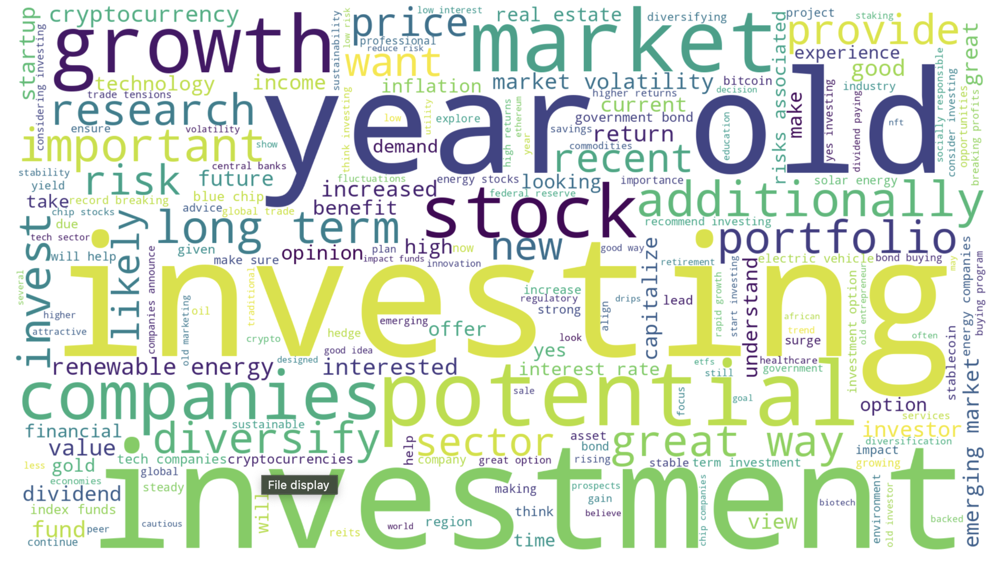 startup
cryptocurrency
considering investing
growth
sustainability
low risk
price
low interest
professional
reduce risk
want
market
real estate
diversifying
risks associated
project
staking
provide
experience
good
great
technology
income
inflation
market volatility
bitcoin
decision
industry
trade tensions
research
year old
think investing
utility
low
explore
high returns
ethereum
year
higher returns
current
government bond
savings
return
commodities
education
make
yes investing
dividend paying
nft
socially responsible
consider investing
opportunities
breaking profits
ensure
volatility
important
show
demand
recent
central banks
stability
risk
future
yield
fluctuations
energy stocks
looking
importance
solar energy
increased
federal reserve
take
record breaking
blue chip
benefit
stock
additionally
chip stocks
advice
global trade
due
long term
recommend investing
tech sector
invest
likely
portfolio
will help
given
make sure
opinion
plan
high
now
new
good way
impact funds
innovation
capitalize
retirement
electric vehicle
bond buying
may
energy companies
buying program
several
companies announce
investing
old marketing
oil
traditional
increase
regulatory
strong
drips
align
lead
rapid growth
start investing
understand
african
trend
surge
investment option
old entrepreneur
often
stablecoin
higher
attractive
crypto
emerging
hedge
offer
look
good idea
yes
renewable energy
designed
interested
interest rate
etfs
still
healthcare
government
emerging market
companies
potential
sale
focus
goal
option
services
financial
sustainable
diversify
sector
asset
bond
great way
investor
diversification
value
help
impact
tech companies
cryptocurrencies
company
great option
rising
stable
term investment
growing
less
gold
global
economies
steady
investment
dividend
will
making
prospects
gain
chip companies
biotech
environment
old investor
backed
index funds
think
believe
fund
peer
cautious
reits
world
region
view
continue
time
File display